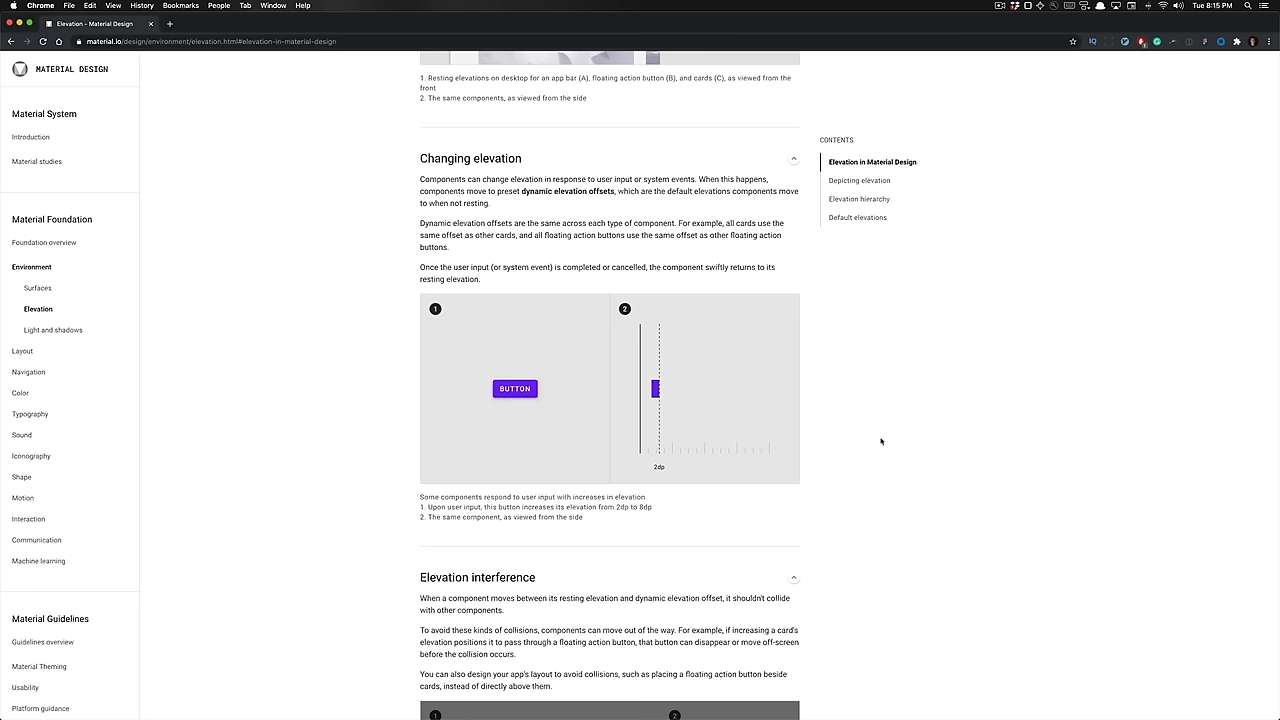 Chrome File Edit View History Bookmarks People Tab Window Help
Tue 8:15 PM
Elevation - Material Design
material.io/design/environment/elevation.html#elevation-in-material-design
MATERIAL DESIGN
Material System
Introduction
Material studies
Material Foundation
Foundation overview
Environment
Surfaces
Elevation
Light and shadows
Layout
Navigation
Color
Typography
Sound
Iconography
Shape
Motion
Interaction
Communication
Machine learning
Material Guidelines
Guidelines overview
Material Theming
Usability
Platform guidance
1. Resting elevations on desktop for an app bar (A), floating action button (B), and cards (C), as viewed from the
front
2. The same components, as viewed from the side
Changing elevation
Components can change elevation in response to user input or system events. When this happens,
components move to preset dynamic elevation offsets, which are the default elevations components move
to when not resting.
Dynamic elevation offsets are the same across each type of component. For example, all cards use the
same offset as other cards, and all floating action buttons use the same offset as other floating action
buttons.
Once the user input (or system event) is completed or cancelled, the component swiftly returns to its
resting elevation.
1
2
BUTTON
2dp
Some components respond to user input with increases in elevation.
1. Upon user input, this button increases its elevation from 2dp to 8dp
2. The same component, as viewed from the side
Elevation interference
When a component moves between its resting elevation and dynamic elevation offset, it shouldn't collide
with other components.
To avoid these kinds of collisions, components can move out of the way. For example, if increasing a card's
elevation positions it to pass through a floating action button, that button can disappear or move off-screen
before the collision occurs.
You can also design your app's layout to avoid collisions, such as placing a floating action button beside
cards, instead of directly above them.
1
2
CONTENTS
Elevation in Material Design
Depicting elevation
Elevation hierarchy
Default elevations